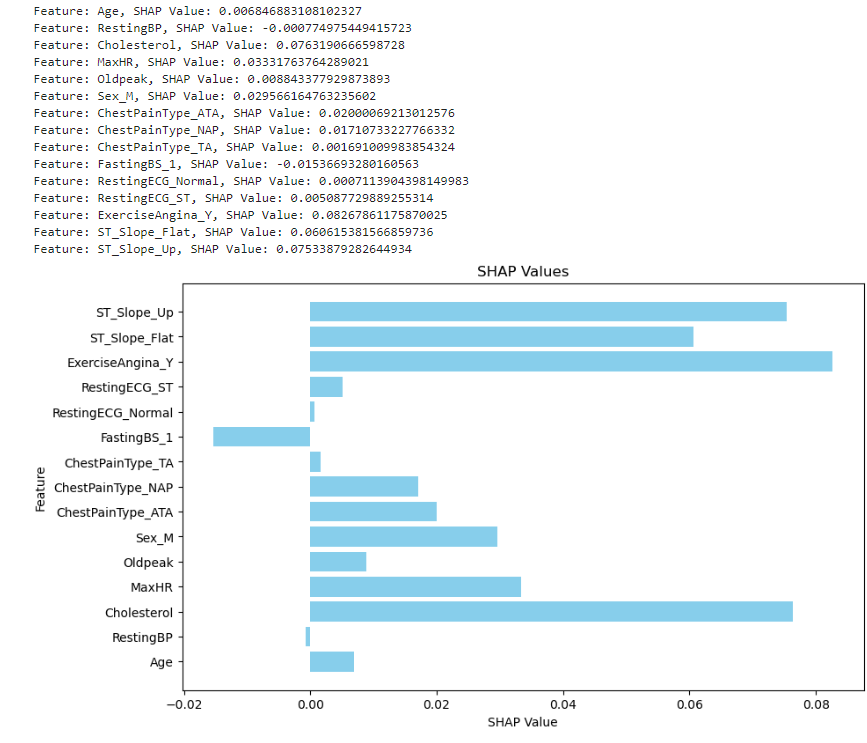 Feature: Age, SHAP Value: 0.006846883108102327
Feature: RestingBP, SHAP Value: -0.000774975449415723
Feature: Cholesterol, SHAP Value: 0.0763190666598728
Feature: MaxHR, SHAP Value: 0.03331763764289021
Feature: Oldpeak, SHAP Value: 0.008843377929873893
Feature: Sex_M, SHAP Value: 0.029566164763235602
Feature: ChestPainType_ATA, SHAP Value: 0.02000069213012576
Feature: ChestPainType_NAP, SHAP Value: 0.01710733227766332
Feature: ChestPainType_TA, SHAP Value: 0.001691009983854324
Feature: FastingBS_1, SHAP Value: -0.01536693280160563
Feature: RestingECG_Normal, SHAP Value: 0.0007113904398149983
Feature: RestingECG_ST, SHAP Value: 0.005087729889255314
Feature: ExerciseAngina_Y, SHAP Value: 0.08267861175870025
Feature: ST_Slope_Flat, SHAP Value: 0.060615381566859736
Feature: ST_Slope_Up, SHAP Value: 0.07533879282644934
SHAP Values
ST_Slope_Up
ST_Slope_Flat
ExerciseAngina_Y
RestingECG_ST
RestingECG_Normal
FastingBS_1
ChestPainType_TA
ChestPainType_NAP
ChestPainType_ATA
Sex_M
Oldpeak
MaxHR
Cholesterol
RestingBP
Age
Feature
−0.02 0.00 0.02 0.04 0.06 0.08
SHAP Value